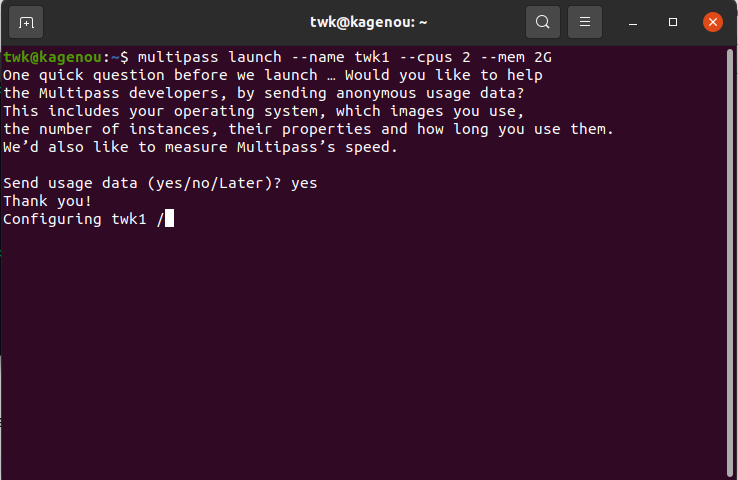 twk@kagenou: ~
twk@kagenou:~$ multipass launch --name twk1 --cpus 2 --mem 2G
One quick question before we launch … Would you like to help
the Multipass developers, by sending anonymous usage data?
This includes your operating system, which images you use,
the number of instances, their properties and how long you use them.
We’d also like to measure Multipass’s speed.
Send usage data (yes/no/Later)? yes
Thank you!
Configuring twk1 /